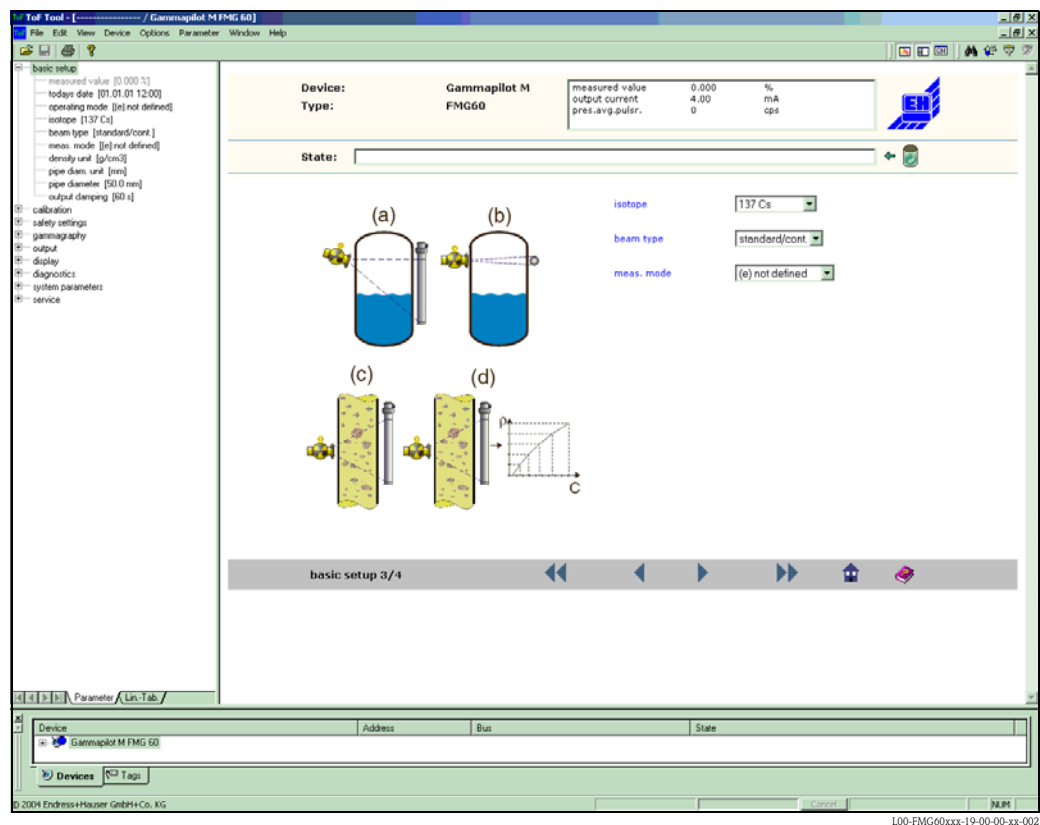 ToF Tool - [---------------- / Gammapilot M FMG 60]
File Edit View Device Options Parameter Window Help
basic setup
measured value [0.000 %]
todays date [01.01.01 12:00]
operating mode [(e) not defined]
isotope [137 Cs]
beam type [standard/cont.]
meas. mode [(e) not defined]
density unit [g/cm3]
pipe diam. unit [mm]
pipe diameter [50.0 mm]
output damping [60 s]
calibration
safety settings
gammagraphy
output
display
diagnostics
system parameters
service
Device: Gammapilot M
Type: FMG60
measured value 0.000 %
output current 4.00 mA
pres.avg.pulsr. 0 cps
EH
State:
(a) (b)
isotope 137 Cs
beam type standard/cont.
meas. mode (e) not defined
(c) (d)
ρ
C
basic setup 3/4
Parameter Lin.-Tab.
Device Address Bus State
Gammapilot M FMG 60
Devices Tags
© 2004 Endress+Hauser GmbH+Co. KG Cancel NUM
L00-FMG60xxx-19-00-00-xx-002